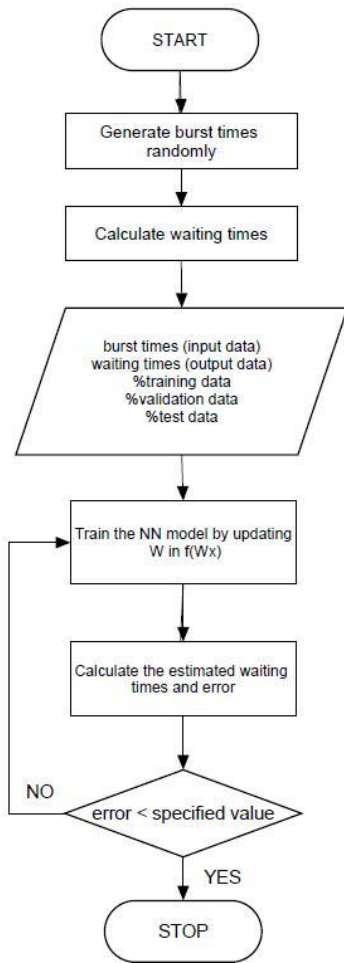 START
Generate burst times
randomly
Calculate waiting times
burst times (input data)
waiting times (output data)
%training data
%validation data
%test data
Train the NN model by updating
W in f(Wx)
Calculate the estimated waiting
times and error
error < specified value
NO
YES
STOP